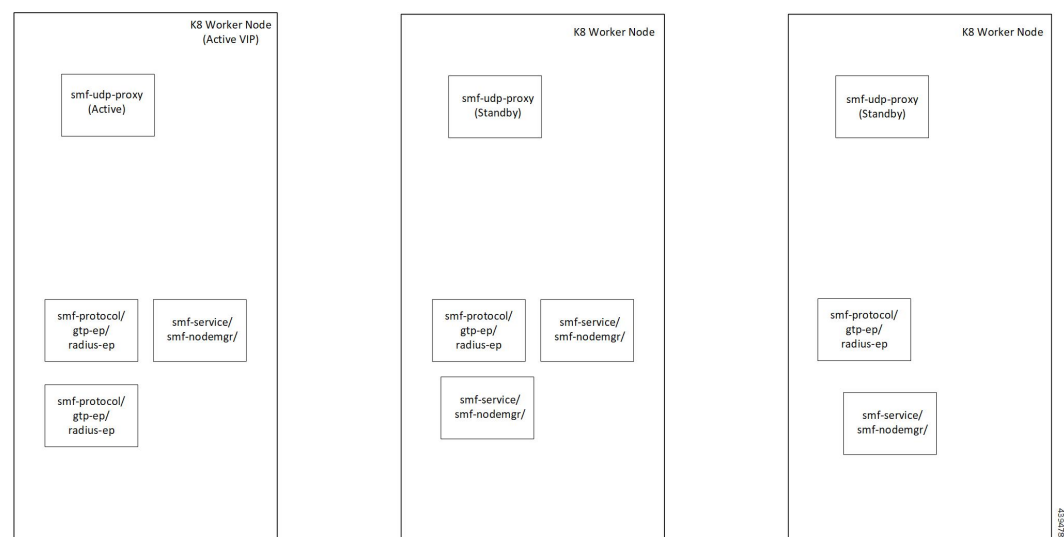 K8 Worker Node
(Active VIP)
smf-udp-proxy
(Active)
smf-protocol/
gtp-ep/
radius-ep
smf-service/
smf-nodemgr/
smf-protocol/
gtp-ep/
radius-ep
K8 Worker Node
smf-udp-proxy
(Standby)
smf-protocol/
gtp-ep/
radius-ep
smf-service/
smf-nodemgr/
smf-service/
smf-nodemgr/
K8 Worker Node
smf-udp-proxy
(Standby)
smf-protocol/
gtp-ep/
radius-ep
smf-service/
smf-nodemgr/
439478